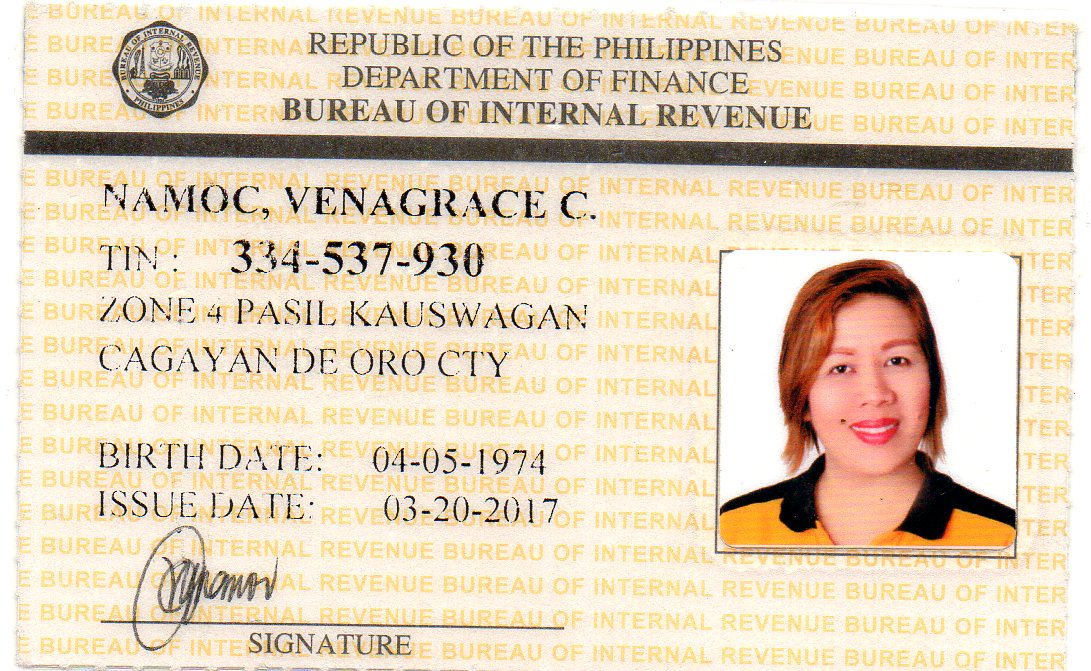 REPUBLIC OF THE PHILIPPINES
DEPARTMENT OF FINANCE
BUREAU OF INTERNAL REVENUE
BUREAU OF INTERNAL REVENUE
PHILIPPINES
NAMOC, VENAGRACE C.
TIN : 334-537-930
ZONE 4 PASIL KAUSWAGAN
CAGAYAN DE ORO CTY
BIRTH DATE: 04-05-1974
ISSUE DATE: 03-20-2017
SIGNATURE